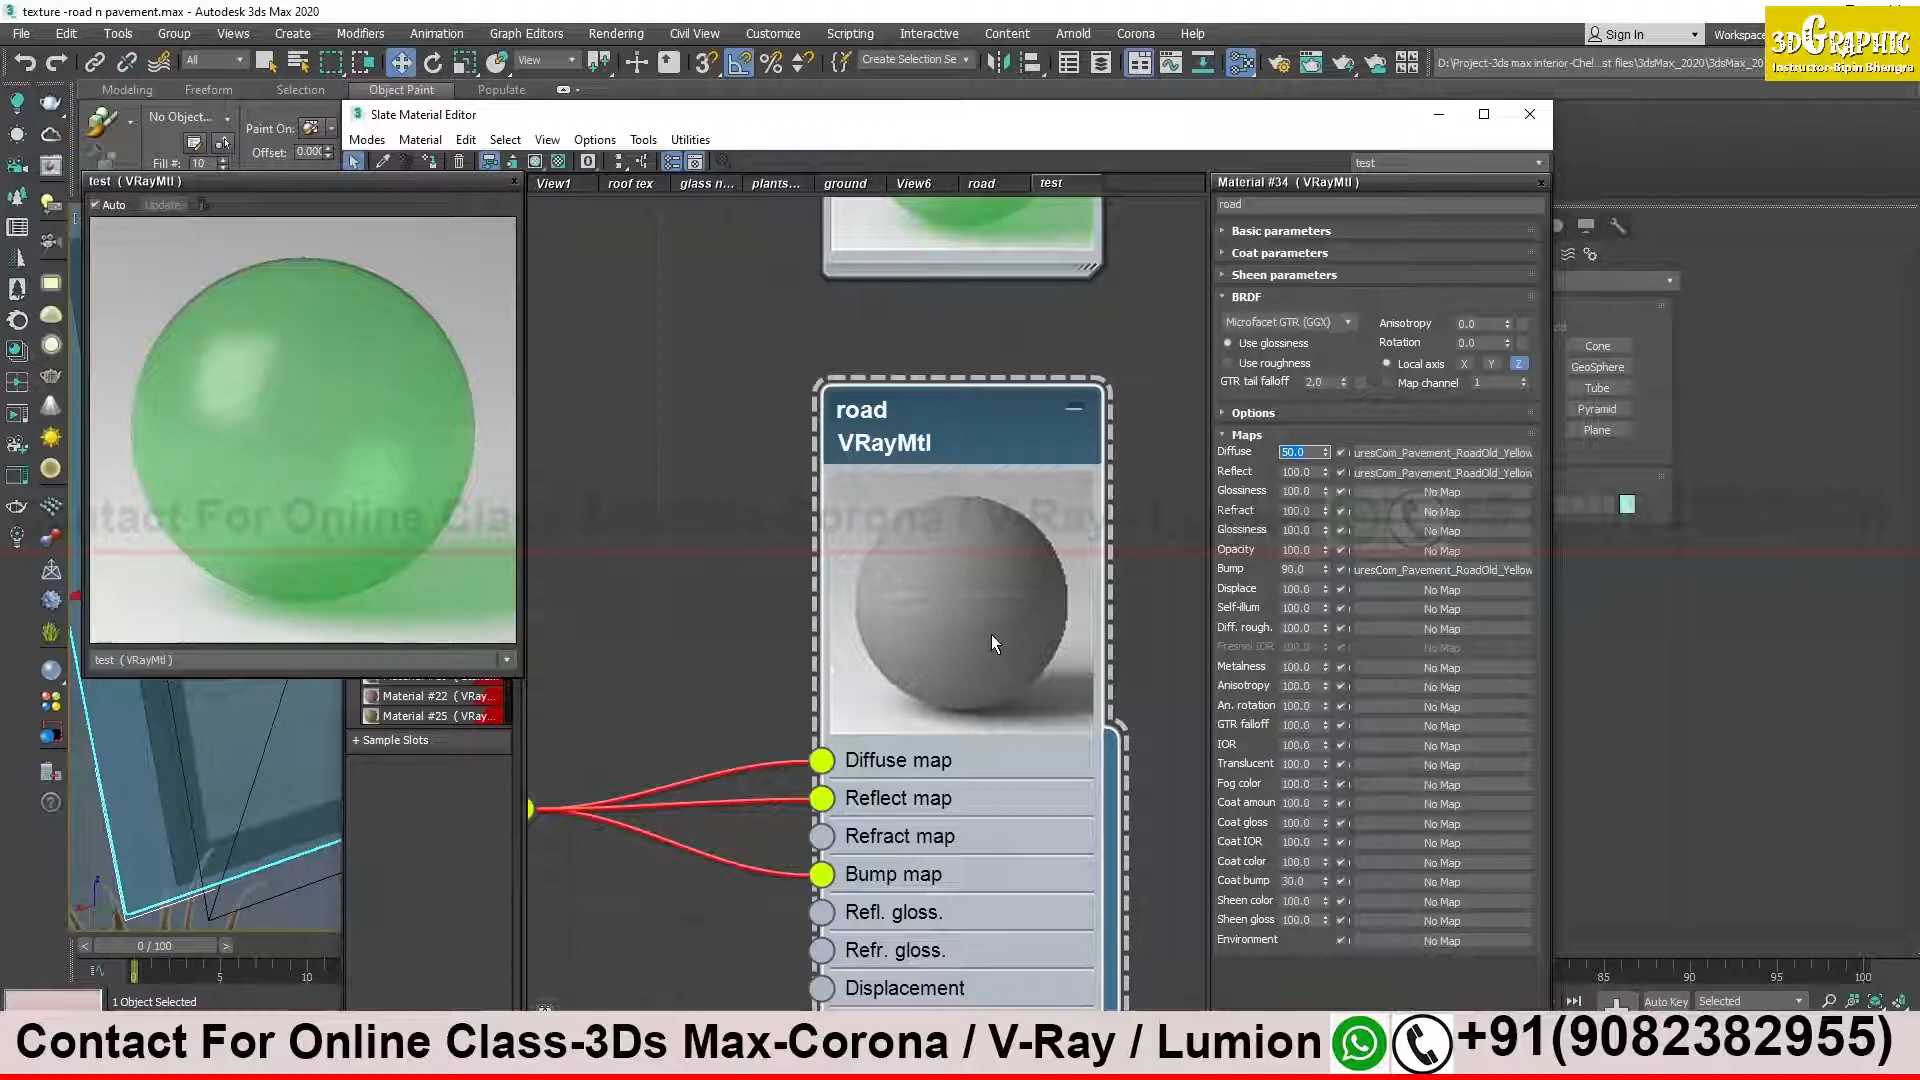 texture -road n pavement.max - Autodesk 3ds Max 2020
File Edit Tools Group Views Create Modifiers Animation Graph Editors Rendering Civil View Customize Scripting Interactive Content Arnold Corona Help
Sign In
Workspace
3DGRAPHIC
Instructor-Bipin Bhengra
All
View
Create Selection Se
D:\Project-3ds max interior-Chel...st files\3dsMax_2020\3dsMax_20
Modeling Freeform Selection Object Paint Populate
No Object...
Paint On:
Fill #: 10
Offset: 0.000
Slate Material Editor
Modes Material Edit Select View Options Tools Utilities
test
test ( VRayMtl )
Auto Update
View1 roof tex glass n... plants... ground View6 road test
Material #34 ( VRayMtl )
road
Basic parameters
Coat parameters
Sheen parameters
BRDF
Microfacet GTR (GGX)
Anisotropy 0.0
Use glossiness
Rotation 0.0
Use roughness
Local axis X Y Z
GTR tail falloff 2.0
Map channel 1
Options
Maps
Diffuse 50.0 uresCom_Pavement_RoadOld_Yellow
Reflect 100.0 uresCom_Pavement_RoadOld_Yellow
Glossiness 100.0 No Map
Refract 100.0 No Map
Glossiness 100.0 No Map
Opacity 100.0 No Map
Bump 90.0 uresCom_Pavement_RoadOld_Yellow
Displace 100.0 No Map
Self-illum 100.0 No Map
Diff. rough. 100.0 No Map
Fresnel IOR 100.0 No Map
Metalness 100.0 No Map
Anisotropy 100.0 No Map
An. rotation 100.0 No Map
GTR falloff 100.0 No Map
IOR 100.0 No Map
Translucent 100.0 No Map
Fog color 100.0 No Map
Coat amoun 100.0 No Map
Coat gloss 100.0 No Map
Coat IOR 100.0 No Map
Coat color 100.0 No Map
Coat bump 30.0 No Map
Sheen color 100.0 No Map
Sheen gloss 100.0 No Map
Environment No Map
Cone
GeoSphere
Tube
Pyramid
Plane
road
VRayMtl
Diffuse map
Reflect map
Refract map
Bump map
Refl. gloss.
Refr. gloss.
Displacement
test ( VRayMtl )
Material #22 ( VRay...
Material #25 ( VRay...
+ Sample Slots
0 / 100
0 5 10
85 90 95 100
1 Object Selected
Auto Key Selected
Contact For Online Class-3Ds Max-Corona / V-Ray / Lumion +91(9082382955)